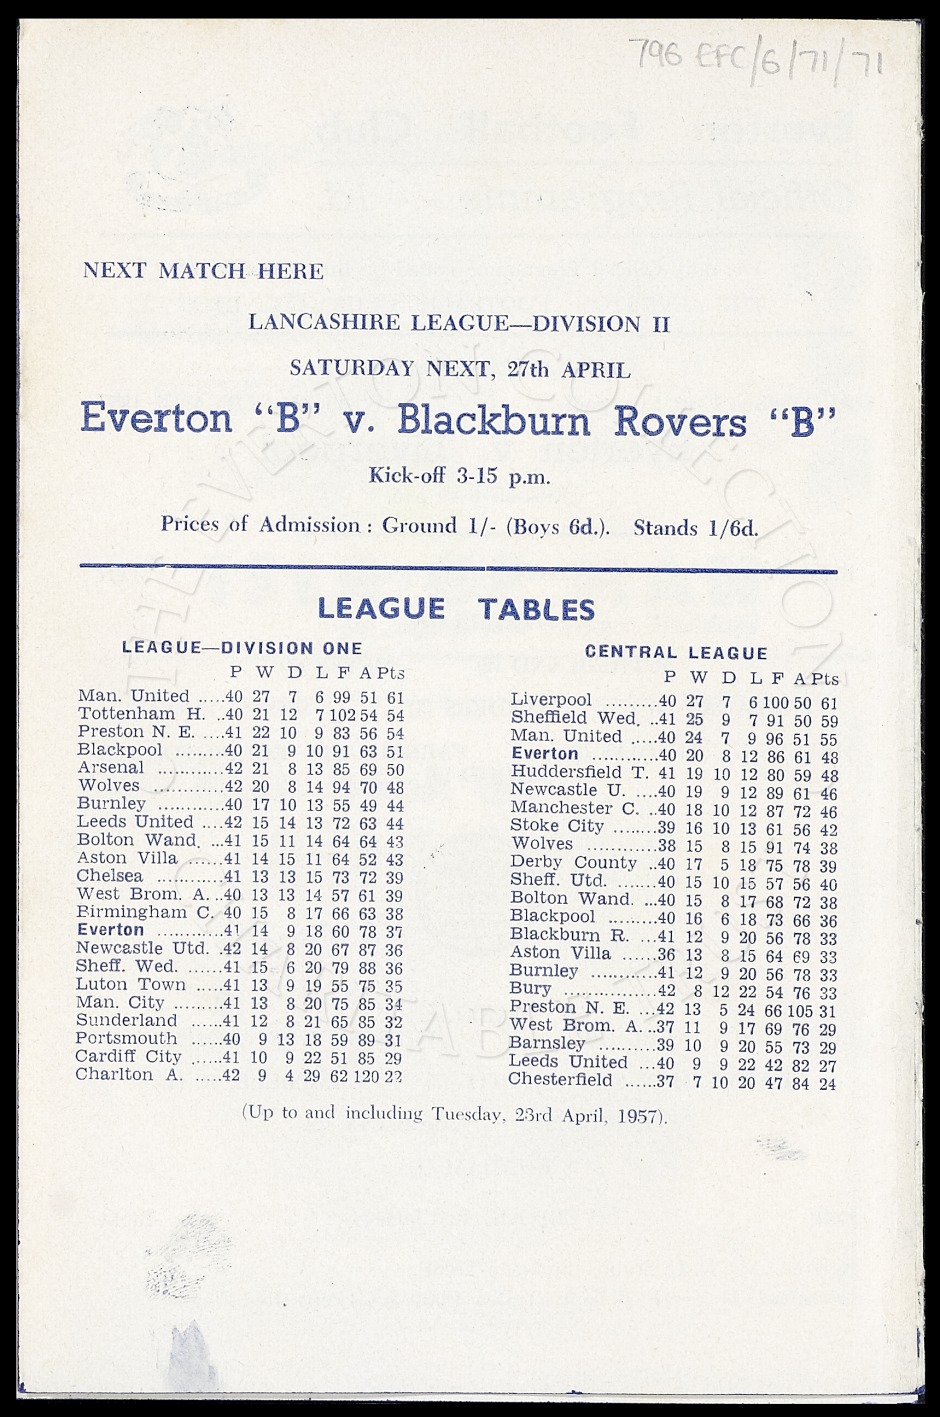 796 EFC/6/71/71
NEXT MATCH HERE
LANCASHIRE LEAGUE—DIVISION II
SATURDAY NEXT, 27th APRIL
Everton "B" v. Blackburn Rovers "B"
Kick-off 3-15 p.m.
Prices of Admission : Ground 1/- (Boys 6d.). Stands 1/6d.
LEAGUE TABLES
LEAGUE—DIVISION ONE
P W D L F A Pts
Man. United .....40 27 7 6 99 51 61
Tottenham H. ..40 21 12 7 102 54 54
Preston N. E. ....41 22 10 9 83 56 54
Blackpool ........40 21 9 10 91 63 51
Arsenal ............42 21 8 13 85 69 50
Wolves ............42 20 8 14 94 70 48
Burnley ............40 17 10 13 55 49 44
Leeds United ....42 15 14 13 72 63 44
Bolton Wand. ...41 15 11 14 64 64 43
Aston Villa ......41 14 15 11 64 52 43
Chelsea ............41 13 13 15 73 72 39
West Brom. A. ..40 13 13 14 57 61 39
Birmingham C. 40 15 8 17 66 63 38
Everton ............41 14 9 18 60 78 37
Newcastle Utd. .42 14 8 20 67 87 36
Sheff. Wed. ......41 15 6 20 79 88 36
Luton Town .....41 13 9 19 55 75 35
Man. City ........41 13 8 20 75 85 34
Sunderland ......41 12 8 21 65 85 32
Portsmouth .....40 9 13 18 59 89 31
Cardiff City .....41 10 9 22 51 85 29
Charlton A. .....42 9 4 29 62 120 22
CENTRAL LEAGUE
P W D L F A Pts
Liverpool .........40 27 7 6 100 50 61
Sheffield Wed. ..41 25 9 7 91 50 59
Man. United ....40 24 7 9 96 51 55
Everton ............40 20 8 12 86 61 48
Huddersfield T. 41 19 10 12 80 59 48
Newcastle U. ....40 19 9 12 89 61 46
Manchester C. ..40 18 10 12 87 72 46
Stoke City ........39 16 10 13 61 56 42
Wolves ............38 15 8 15 91 74 38
Derby County ..40 17 5 18 75 78 39
Sheff. Utd. .......40 15 10 15 57 56 40
Bolton Wand. ...40 15 8 17 68 72 38
Blackpool ........40 16 6 18 73 66 36
Blackburn R. ...41 12 9 20 56 78 33
Aston Villa ......36 13 8 15 64 69 33
Burnley ............41 12 9 20 56 78 33
Bury ................42 8 12 22 54 76 33
Preston N. E. ...42 13 5 24 66 105 31
West Brom. A. ..37 11 9 17 69 76 29
Barnsley ..........39 10 9 20 55 73 29
Leeds United ...40 9 9 22 42 82 27
Chesterfield ......37 7 10 20 47 84 24
(Up to and including Tuesday, 23rd April, 1957).
THE EVERTON COLLECTION
CHARITABLE TRUST